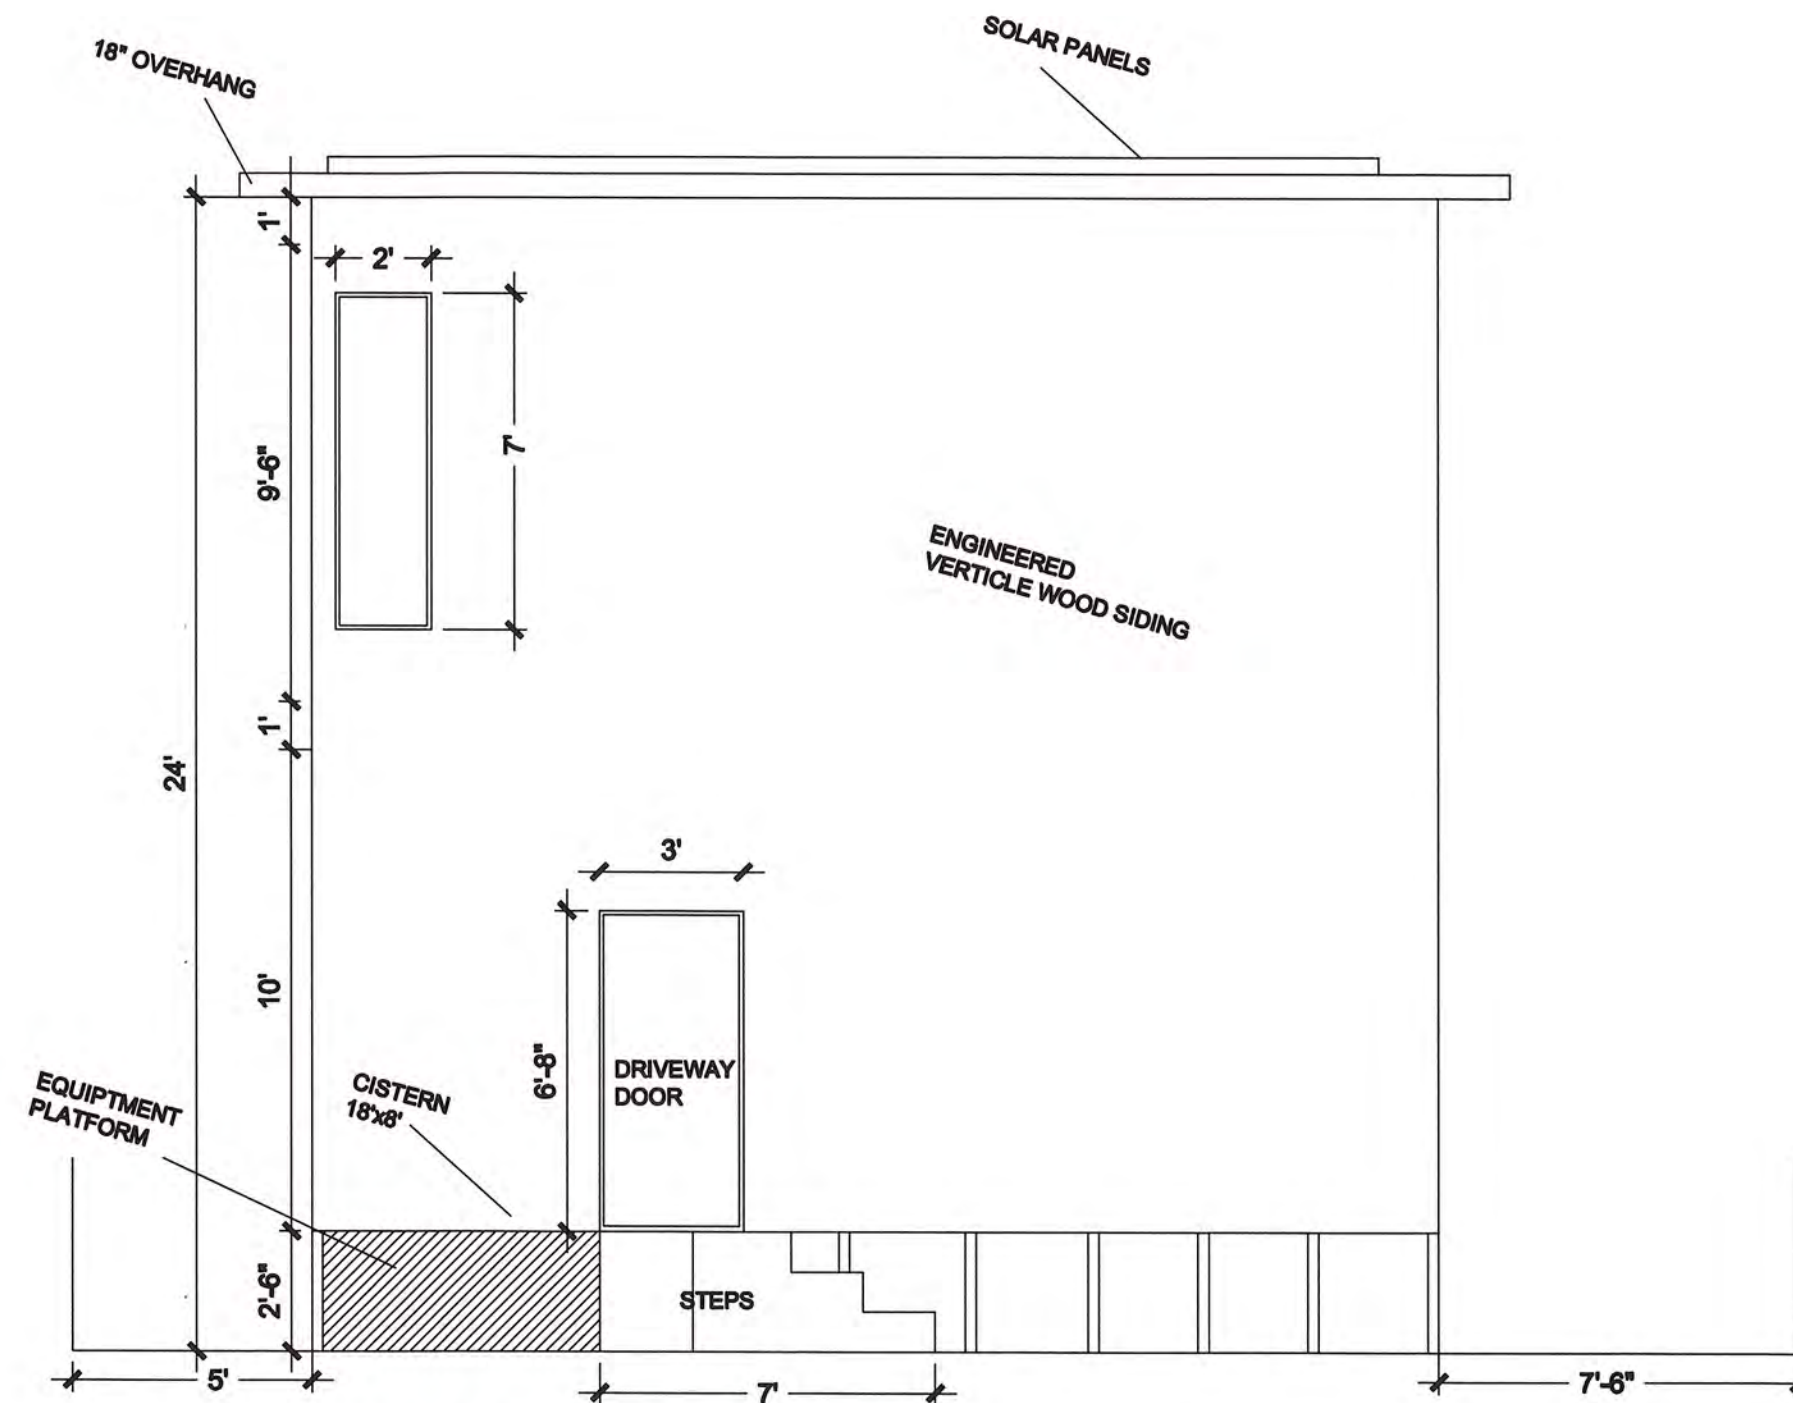 SOLAR PANELS
18" OVERHANG
1'
2'
7'
9'-6"
ENGINEERED
VERTICLE WOOD SIDING
1'
24'
3'
10'
6'-8"
DRIVEWAY
DOOR
EQUIPTMENT
PLATFORM
CISTERN
18'x8'
2'-6"
STEPS
5'
7'
7'-6"